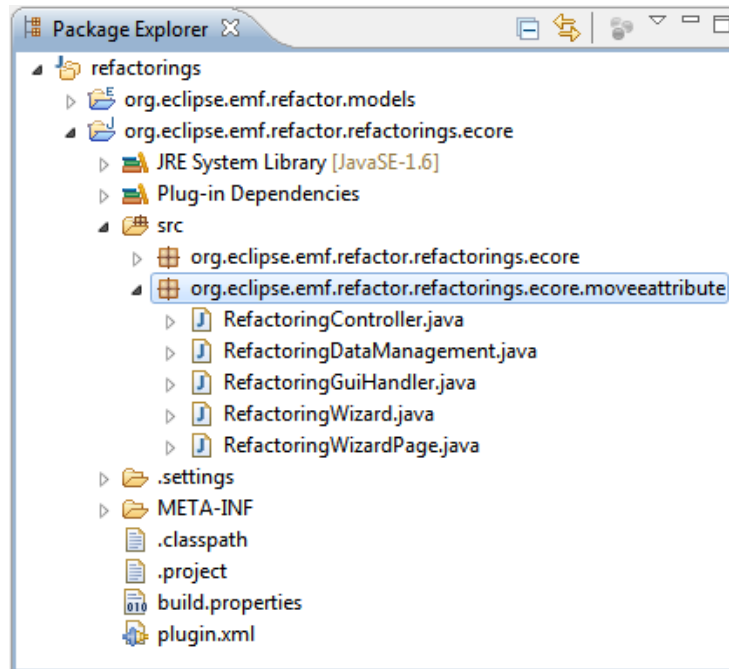 Package Explorer
refactorings
org.eclipse.emf.refactor.models
org.eclipse.emf.refactor.refactorings.ecore
JRE System Library [JavaSE-1.6]
Plug-in Dependencies
src
org.eclipse.emf.refactor.refactorings.ecore
org.eclipse.emf.refactor.refactorings.ecore.moveeattribute
RefactoringController.java
RefactoringDataManagement.java
RefactoringGuiHandler.java
RefactoringWizard.java
RefactoringWizardPage.java
.settings
META-INF
.classpath
.project
build.properties
plugin.xml